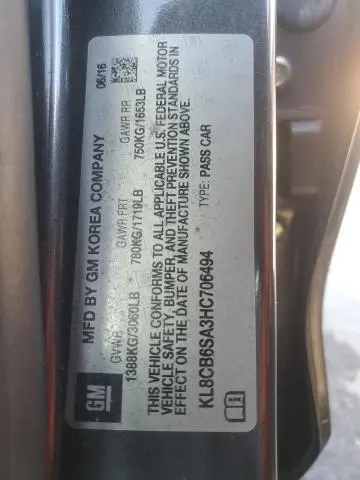 GM
MFD BY GM KOREA COMPANY 06/16
GVWR GAWR FRT GAWR RR
1388KG/3060LB 780KG/1719LB 750KG/1653LB
THIS VEHICLE CONFORMS TO ALL APPLICABLE U.S. FEDERAL MOTOR
VEHICLE SAFETY, BUMPER, AND THEFT PREVENTION STANDARDS IN
EFFECT ON THE DATE OF MANUFACTURE SHOWN ABOVE.
TYPE: PASS CAR
KL8CB6SA3HC706494